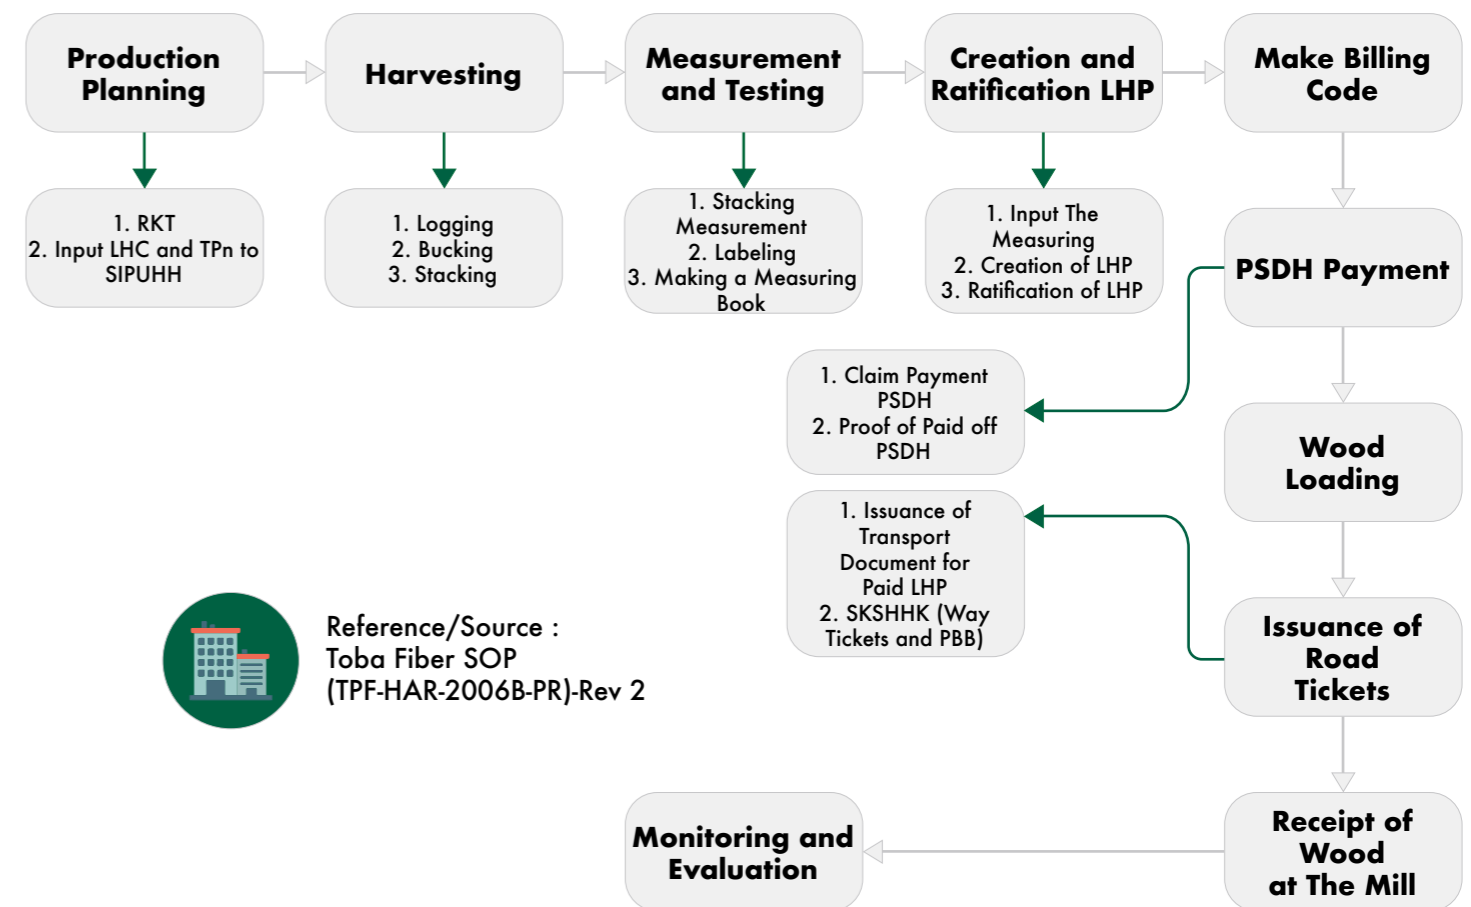 Production
Planning
Harvesting
Measurement
and Testing
Creation and
Ratification LHP
Make Billing
Code
1. RKT
2. Input LHC and TPn to
SIPUHH
1. Logging
2. Bucking
3. Stacking
1. Stacking
Measurement
2. Labeling
3. Making a Measuring
Book
1. Input The
Measuring
2. Creation of LHP
3. Ratification of LHP
PSDH Payment
1. Claim Payment
PSDH
2. Proof of Paid off
PSDH
Wood
Loading
1. Issuance of
Transport
Document for
Paid LHP
2. SKSHHK (Way
Tickets and PBB)
Issuance of
Road
Tickets
Reference/Source :
Toba Fiber SOP
(TPF-HAR-2006B-PR)-Rev 2
Receipt of
Wood
at The Mill
Monitoring and
Evaluation